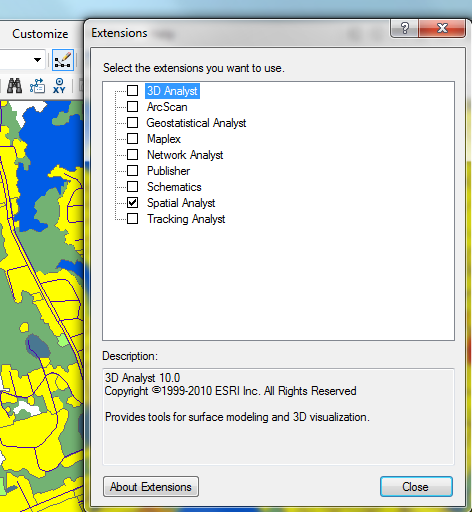 Customize
Extensions
Select the extensions you want to use.
3D Analyst
ArcScan
Geostatistical Analyst
Maplex
Network Analyst
Publisher
Schematics
Spatial Analyst
Tracking Analyst
Description:
3D Analyst 10.0
Copyright ©1999-2010 ESRI Inc. All Rights Reserved
Provides tools for surface modeling and 3D visualization.
About Extensions
Close